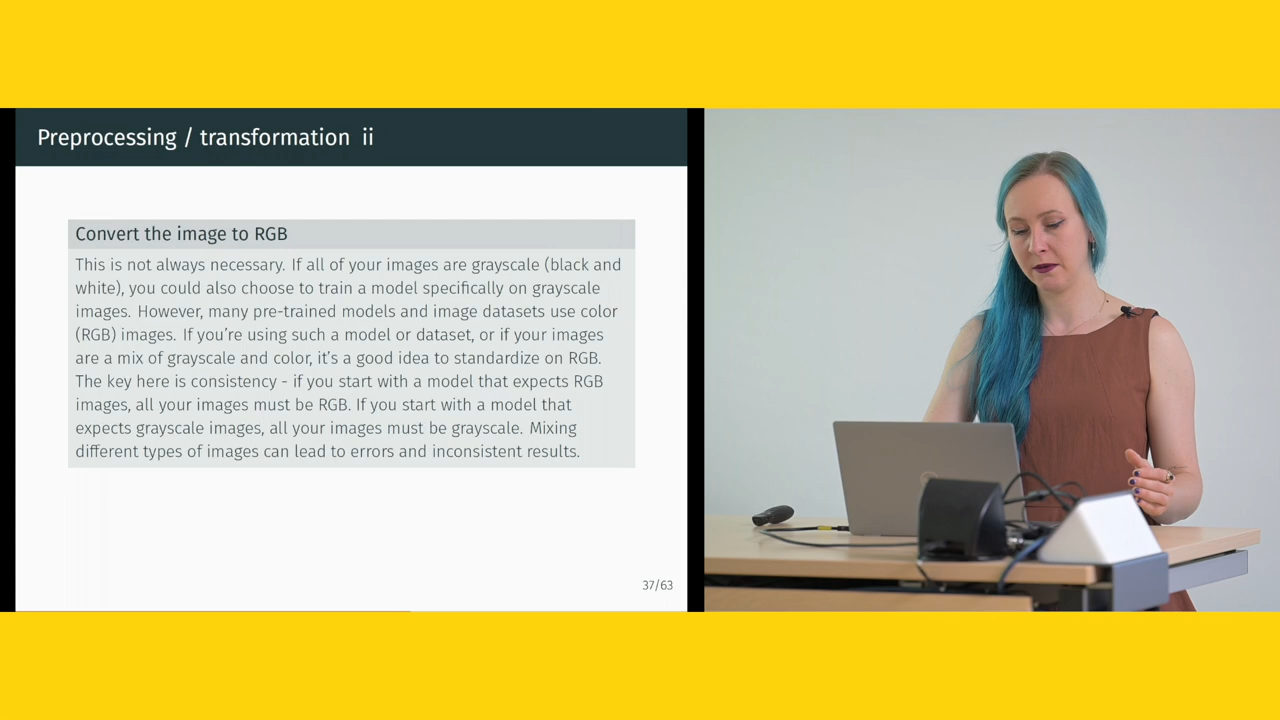 Preprocessing / transformation ii
Convert the image to RGB
This is not always necessary. If all of your images are grayscale (black and
white), you could also choose to train a model specifically on grayscale
images. However, many pre-trained models and image datasets use color
(RGB) images. If you're using such a model or dataset, or if your images
are a mix of grayscale and color, it's a good idea to standardize on RGB.
The key here is consistency - if you start with a model that expects RGB
images, all your images must be RGB. If you start with a model that
expects grayscale images, all your images must be grayscale. Mixing
different types of images can lead to errors and inconsistent results.
37/63